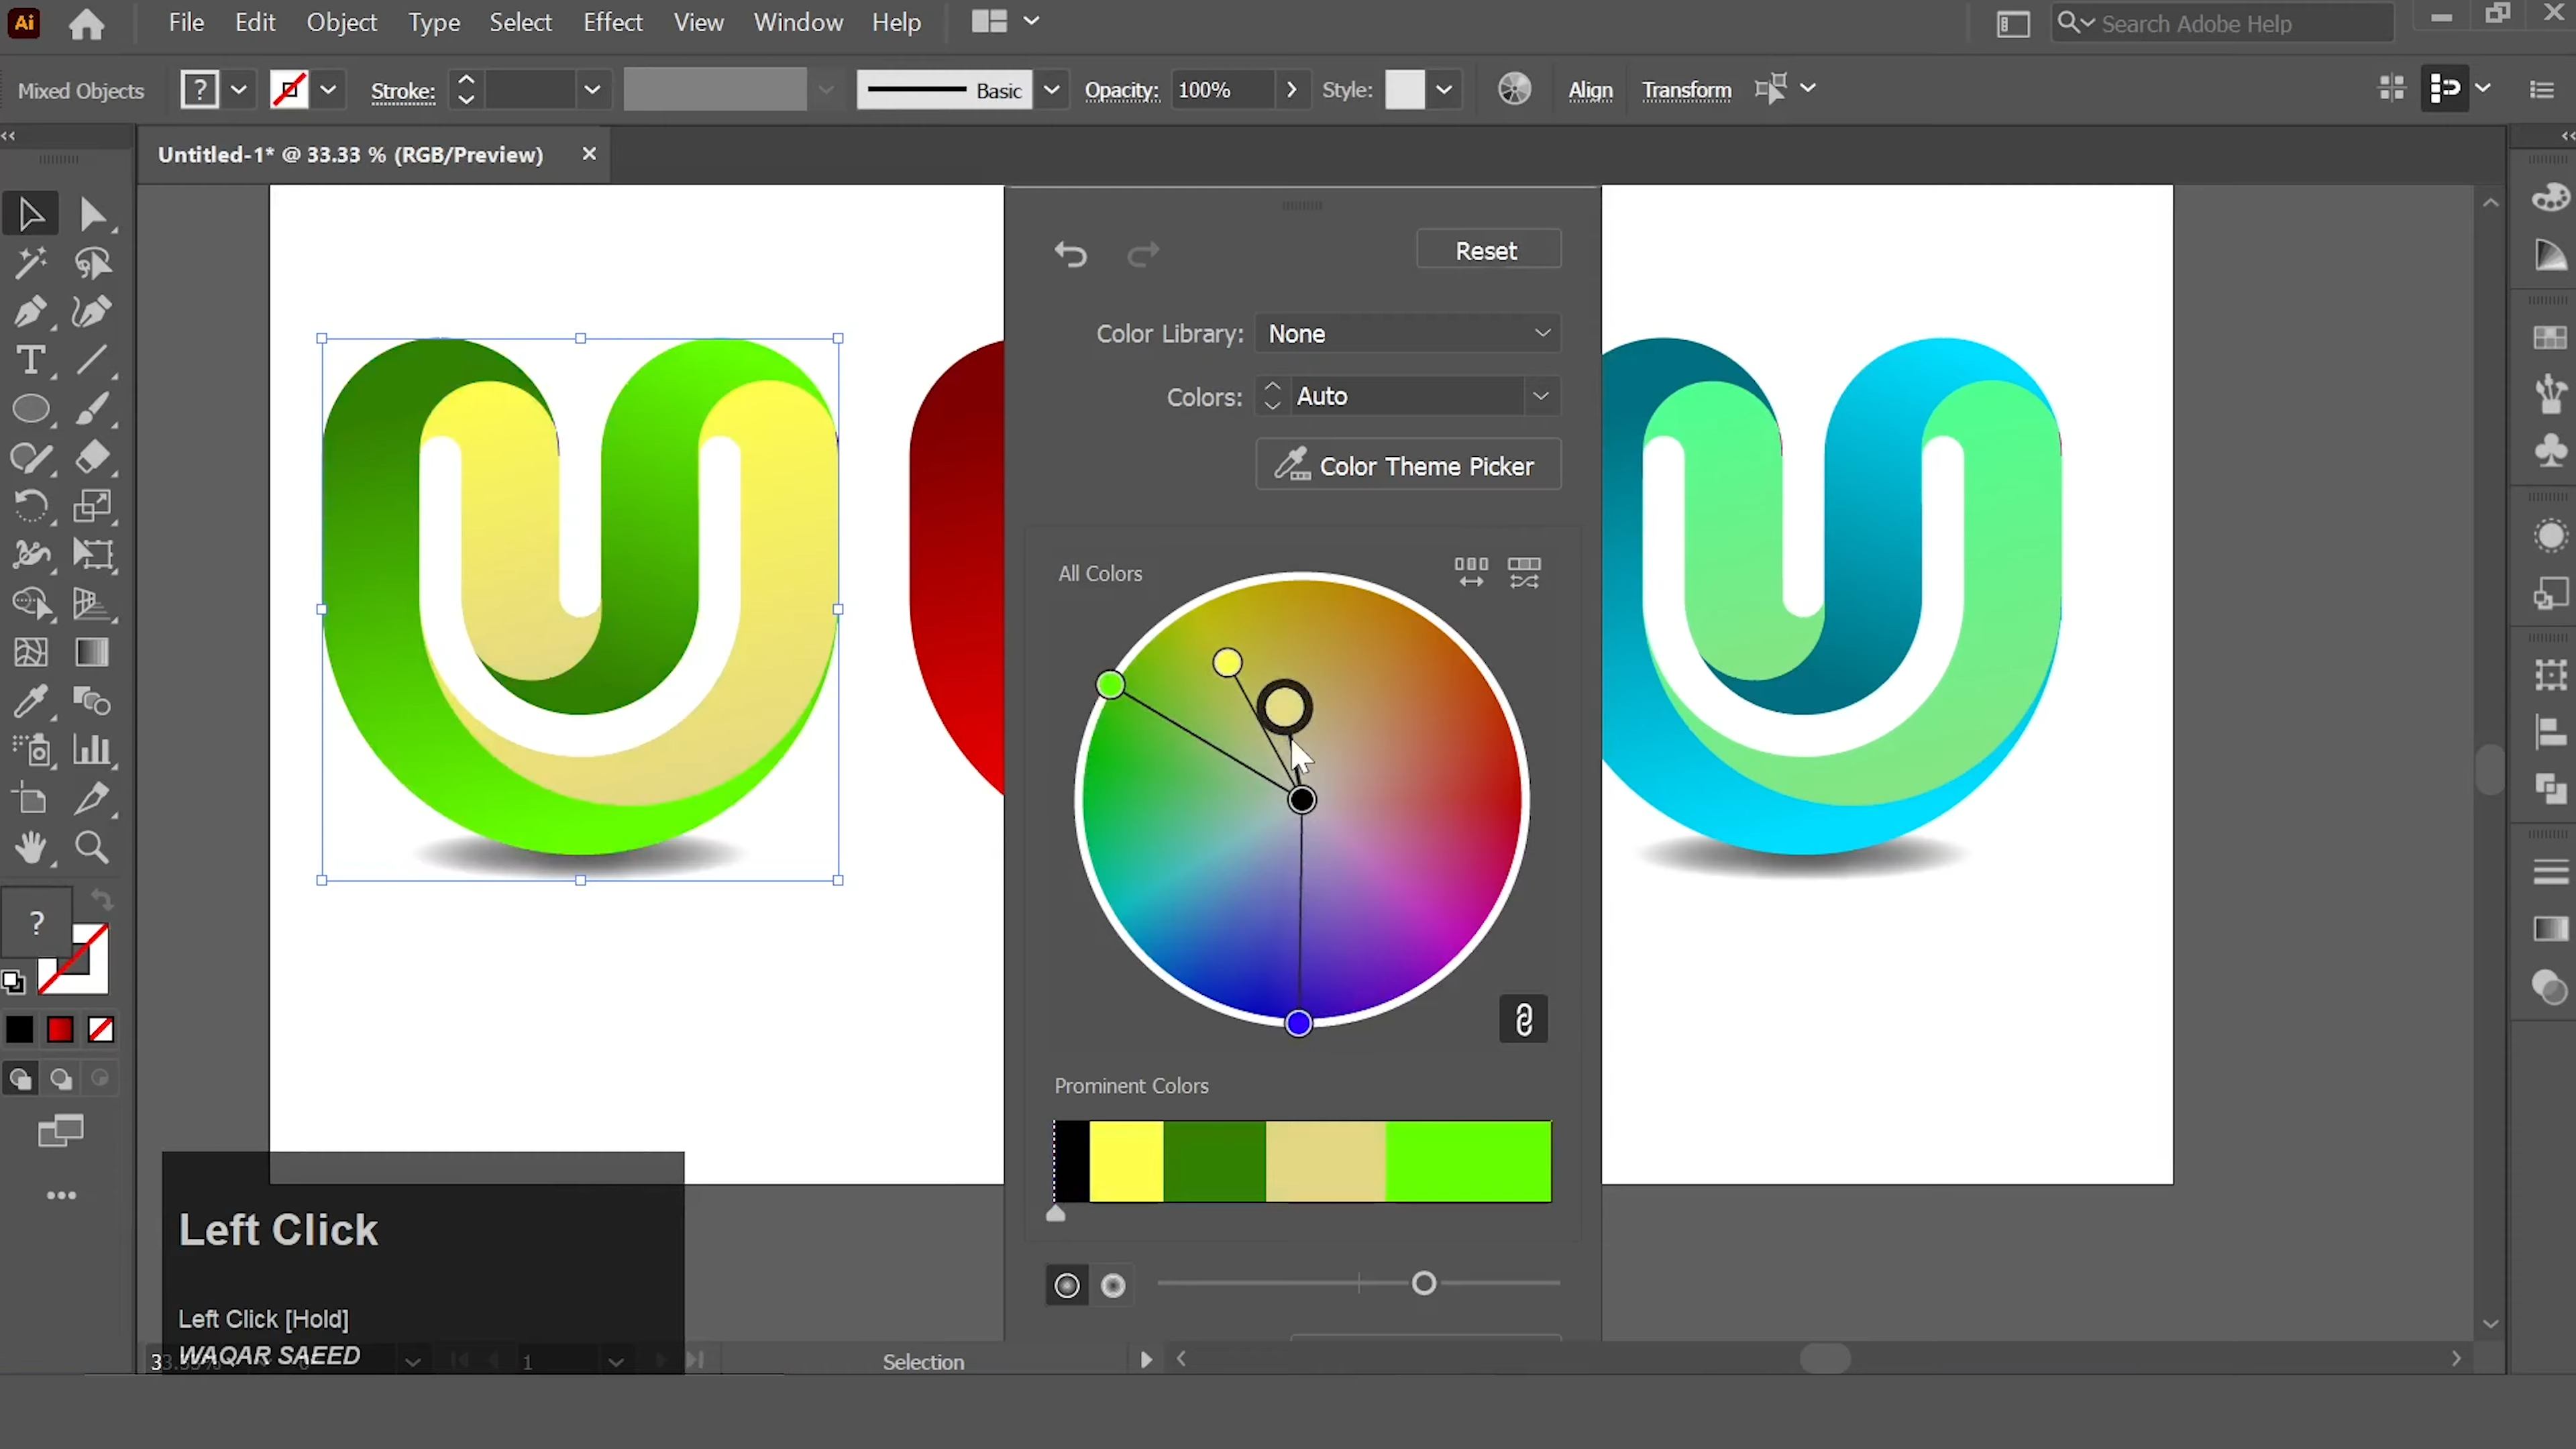 Ai File Edit Object Type Select Effect View Window Help Search Adobe Help
Mixed Objects ? Stroke: Basic Opacity: 100% Style: Align Transform
Untitled-1* @ 33.33 % (RGB/Preview)
Reset
Color Library: None
Colors: Auto
Color Theme Picker
All Colors
Prominent Colors
?
Left Click
Left Click [Hold]
WAQAR SAEED
1
Selection